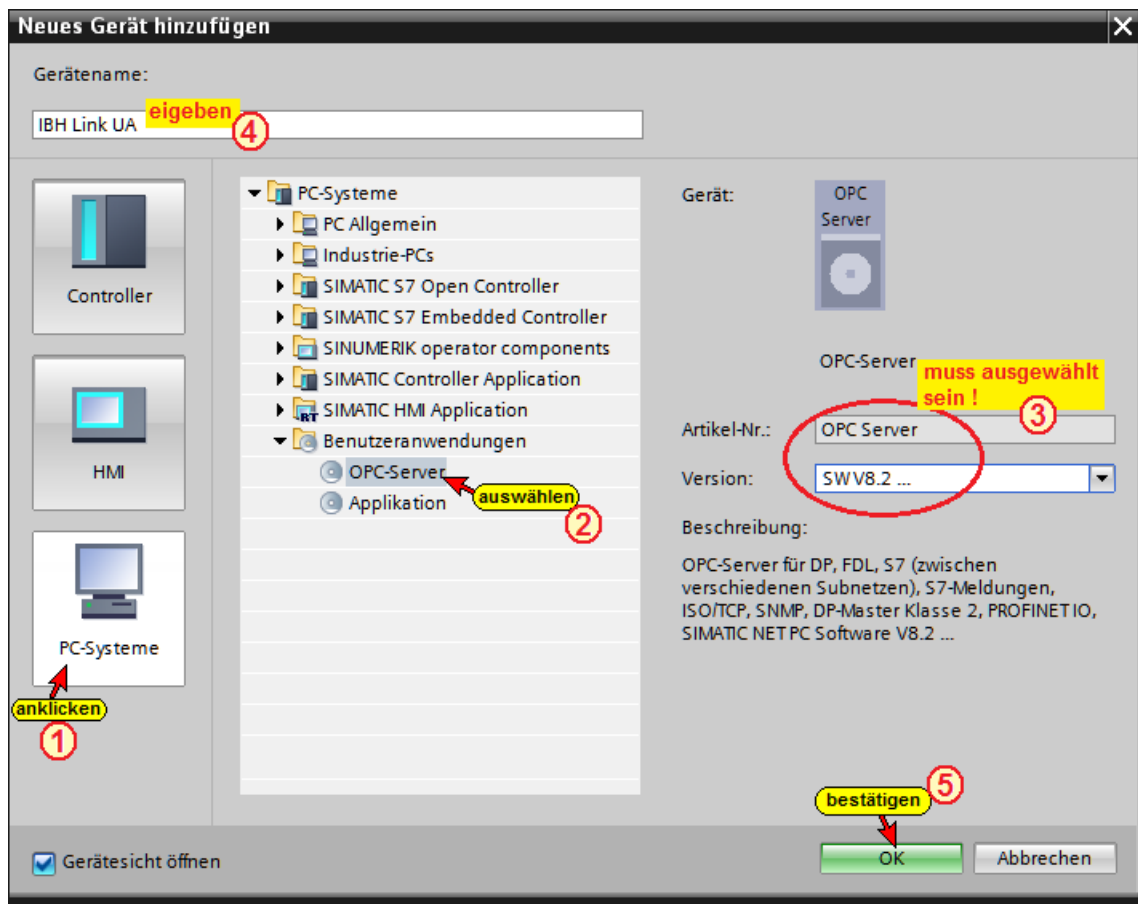 Neues Gerät hinzufügen
Gerätename:
IBH Link UA
eigeben
4
Controller
HMI
PC-Systeme
anklicken
1
PC-Systeme
PC Allgemein
Industrie-PCs
SIMATIC S7 Open Controller
SIMATIC S7 Embedded Controller
SINUMERIK operator components
SIMATIC Controller Application
RT SIMATIC HMI Application
Benutzeranwendungen
OPC-Server
Applikation
auswählen
2
Gerät:
OPC
Server
OPC-Server
muss ausgewählt
sein !
3
Artikel-Nr.: OPC Server
Version: SW V8.2 ...
Beschreibung:
OPC-Server für DP, FDL, S7 (zwischen
verschiedenen Subnetzen), S7-Meldungen,
ISO/TCP, SNMP, DP-Master Klasse 2, PROFINET IO,
SIMATIC NET PC Software V8.2 ...
bestätigen
5
Gerätesicht öffnen
OK
Abbrechen